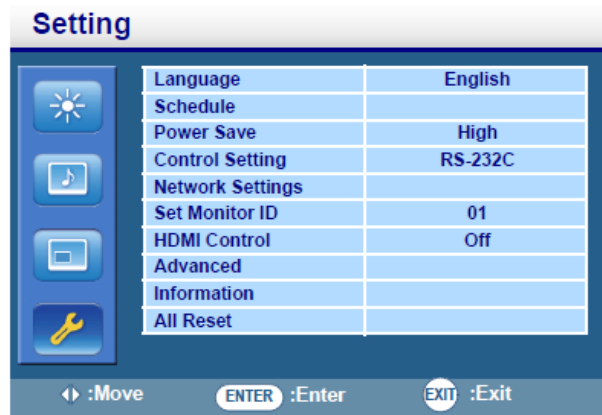 Setting
Language English
Schedule
Power Save High
Control Setting RS-232C
Network Settings
Set Monitor ID 01
HDMI Control Off
Advanced
Information
All Reset
:Move ENTER :Enter EXIT :Exit